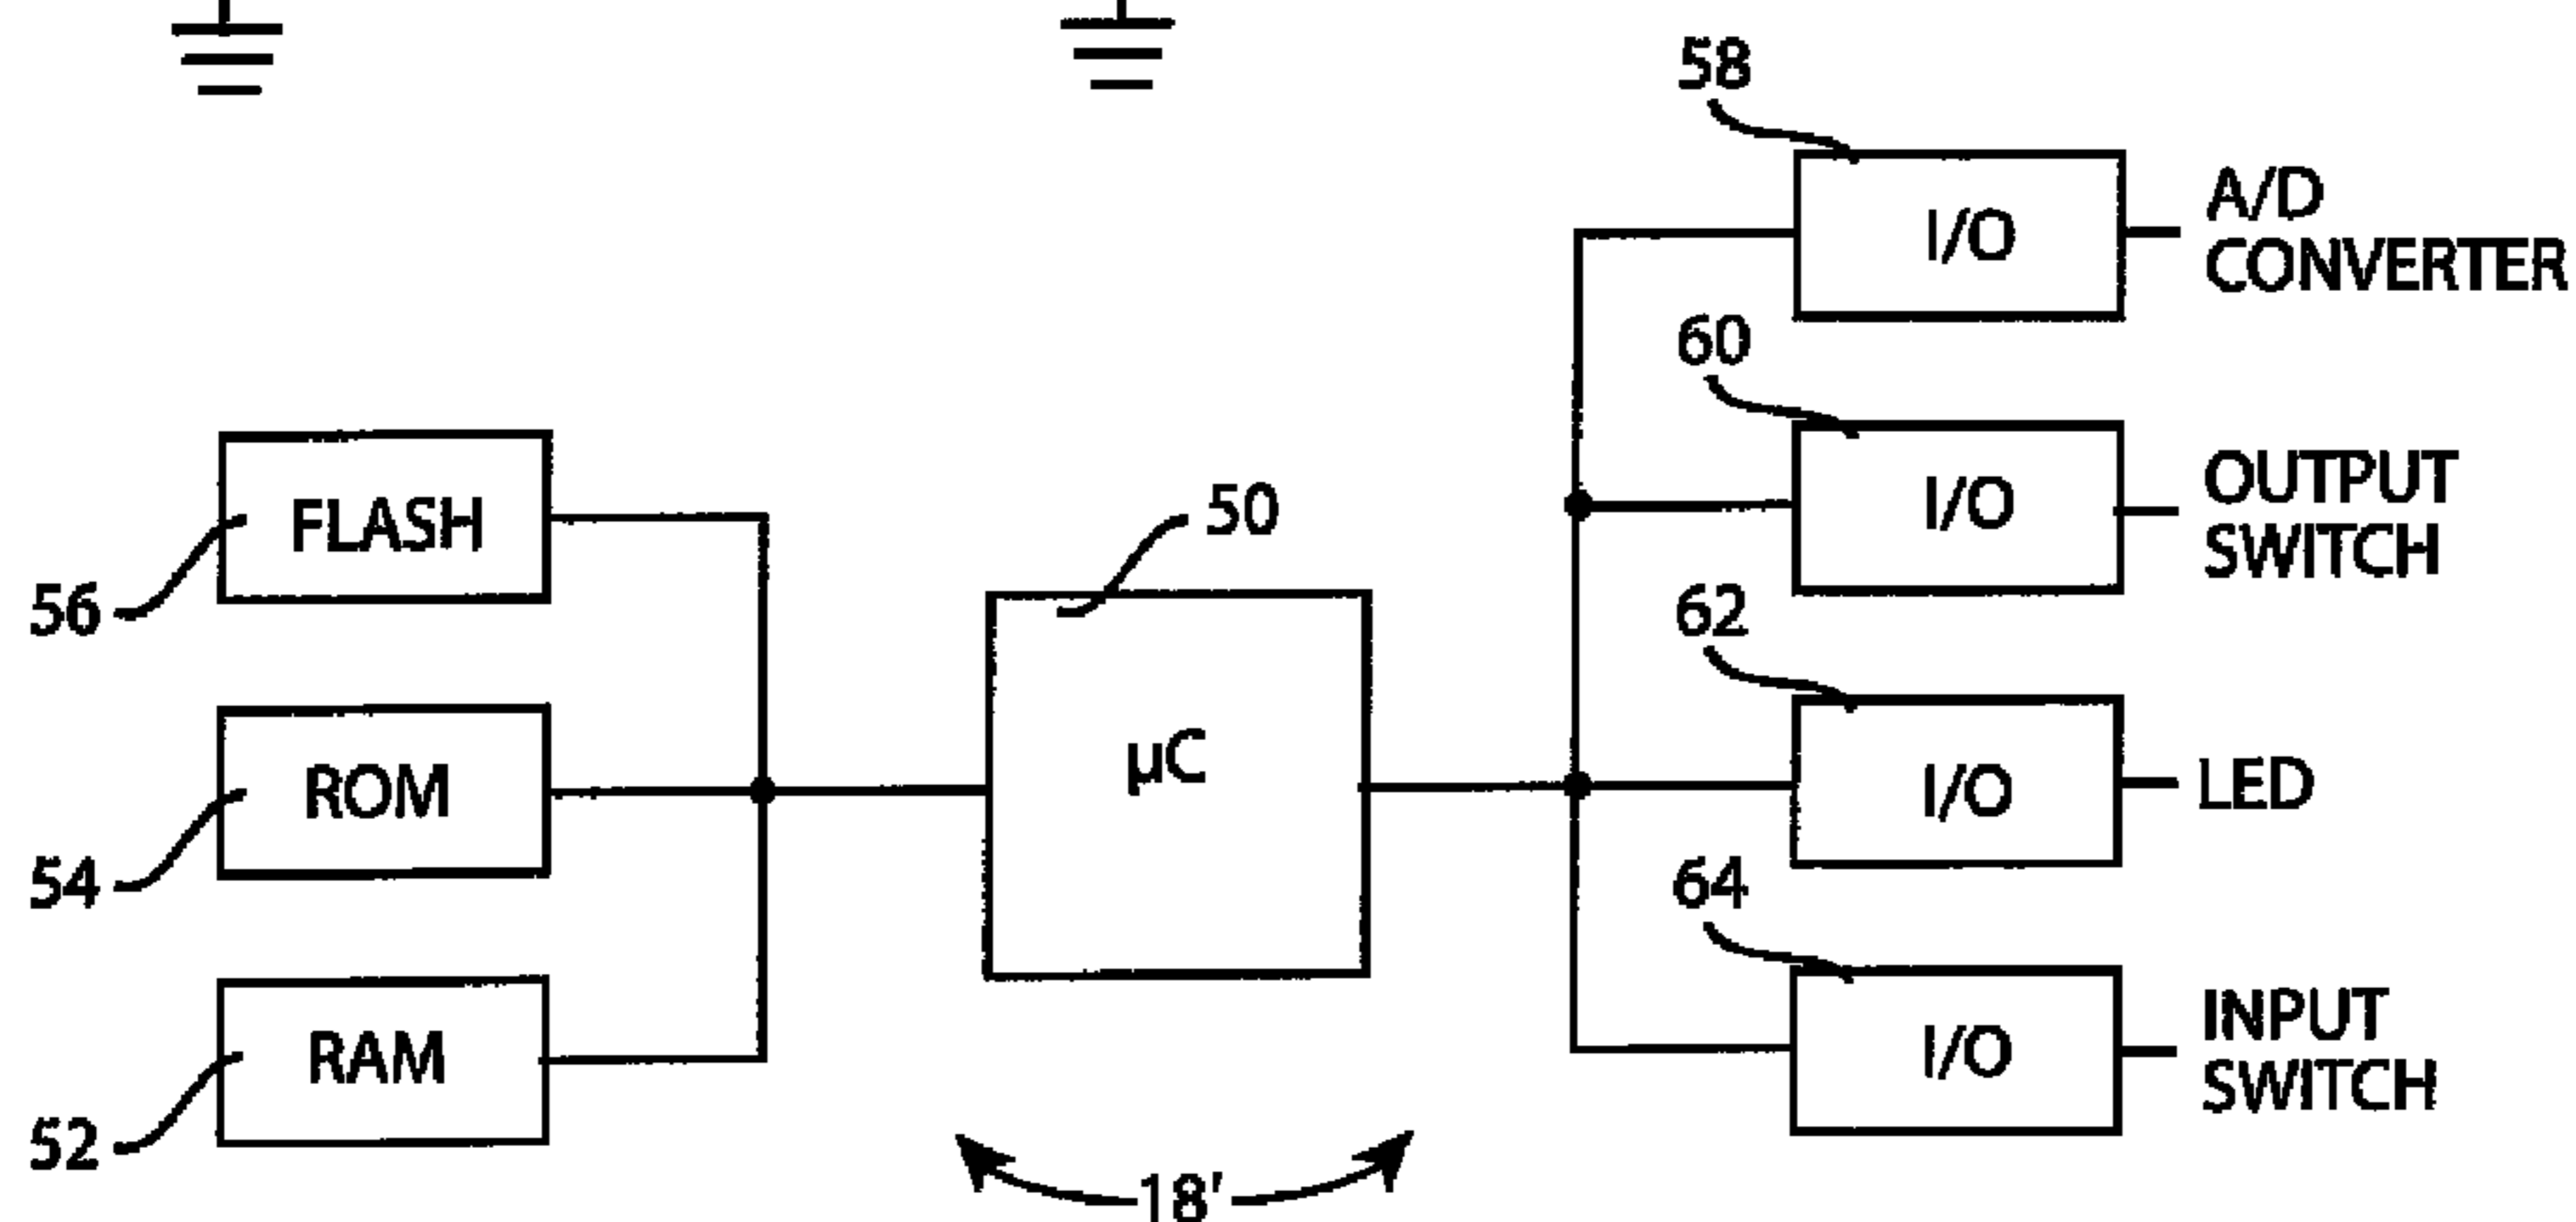 58
I/O
A/D
CONVERTER
60
I/O
OUTPUT
SWITCH
56
FLASH
50
62
I/O
LED
54
ROM
µC
64
I/O
INPUT
SWITCH
52
RAM
18'